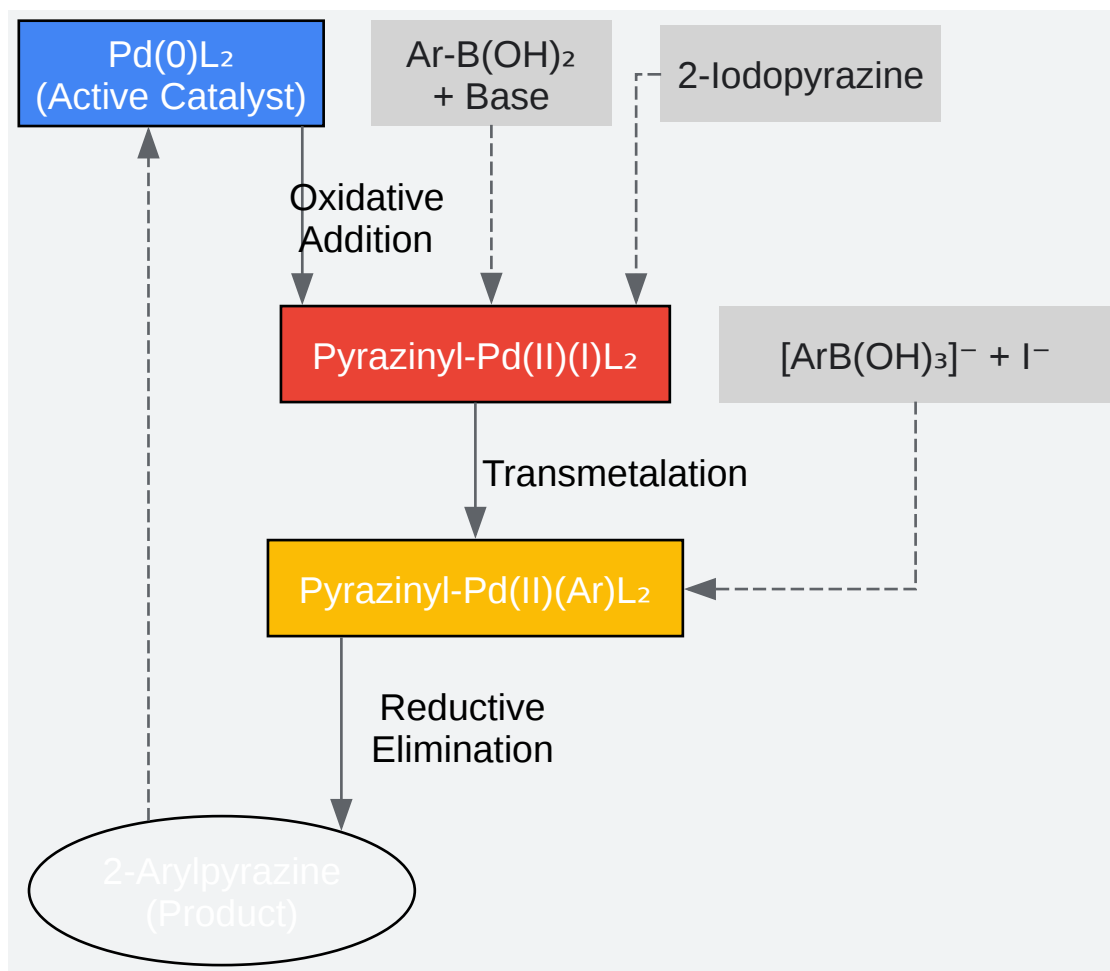 Pd(0)L₂
(Active Catalyst)
Ar-B(OH)₂
+ Base
2-Iodopyrazine
Oxidative
Addition
Pyrazinyl-Pd(II)(I)L₂
[ArB(OH)₃]⁻ + I⁻
Transmetalation
Pyrazinyl-Pd(II)(Ar)L₂
Reductive
Elimination
2-Arylpyrazine
(Product)